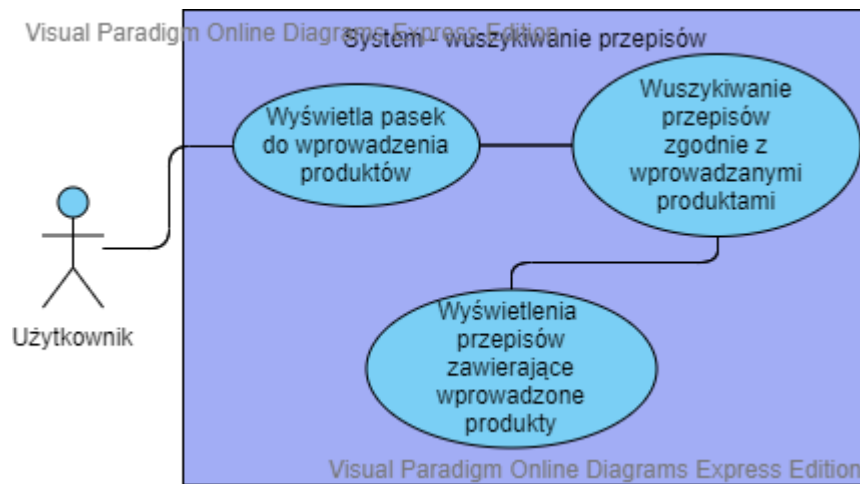 Visual Paradigm Online Diagrams Express Edition
System - wuszykiwanie przepisów
Wyświetla pasek
do wprowadzenia
produktów
Wuszykiwanie
przepisów
zgodnie z
wprowadzanymi
produktami
Użytkownik
Wyświetlenia
przepisów
zawierające
wprowadzone
produkty
Visual Paradigm Online Diagrams Express Edition